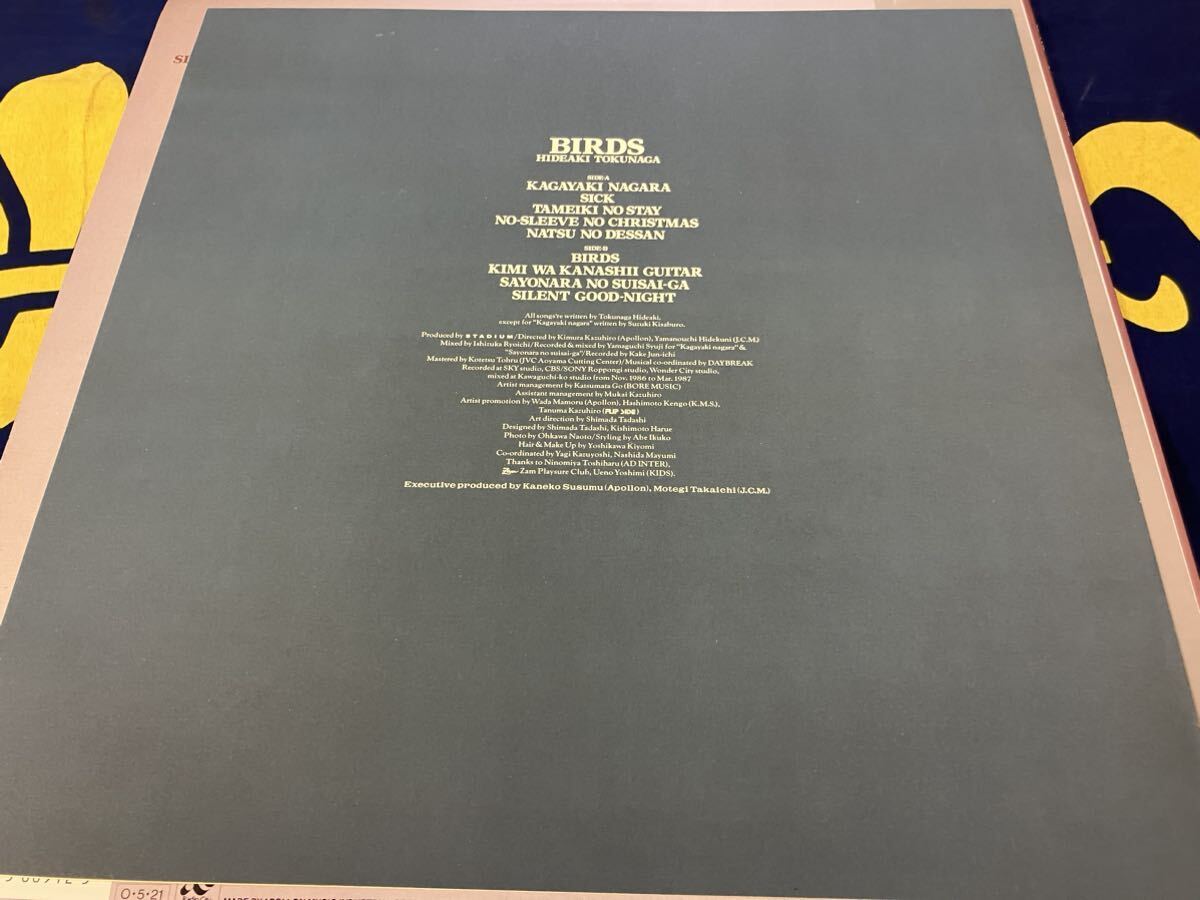 BIRDS
HIDEAKI TOKUNAGA
SIDE:A
KAGAYAKI NAGARA
SICK
TAMEIKI NO STAY
NO-SLEEVE NO CHRISTMAS
NATSU NO DESSAN
SIDE:B
BIRDS
KIMI WA KANASHII GUITAR
SAYONARA NO SUISAI-GA
SILENT GOOD-NIGHT
All songs're written by Tokunaga Hideaki,
except for "Kagayaki nagara" written by Suzuki Kisaburo.
Produced by STADIUM/Directed by Kimura Kazuhiro (Apollon), Yamanouchi Hidekuni (J.C.M.)
Mixed by Ishizuka Ryoichi/Recorded & mixed by Yamaguchi Syuji for "Kagayaki nagara" &
"Sayonara no suisai-ga"/Recorded by Kake Jun-ichi
Mastered by Kotetsu Tohru (JVC Aoyama Cutting Center)/Musical co-ordinated by DAYBREAK
Recorded at SKY studio, CBS/SONY Roppongi studio, Wonder City studio,
mixed at Kawaguchi-ko studio from Nov. 1986 to Mar. 1987
Artist management by Katsumata Go (BORE MUSIC)
Assistant management by Mukai Kazuhiro
Artist promotion by Wada Mamoru (Apollon), Hashimoto Kengo (K.M.S.),
Tanuma Kazuhiro (FLIP SIDE)
Art direction by Shimada Tadashi
Designed by Shimada Tadashi, Kishimoto Harue
Photo by Ohkawa Naoto/Styling by Abe Ikuko
Hair & Make Up by Yoshikawa Kiyomi
Co-ordinated by Yagi Kazuyoshi, Nashida Mayumi
Thanks to Ninomiya Toshiharu (AD INTER),
Zam Playsure Club, Ueno Yoshimi (KIDS).
Executive produced by Kaneko Susumu (Apollon), Motegi Takaichi (J.C.M.)
O·5·21